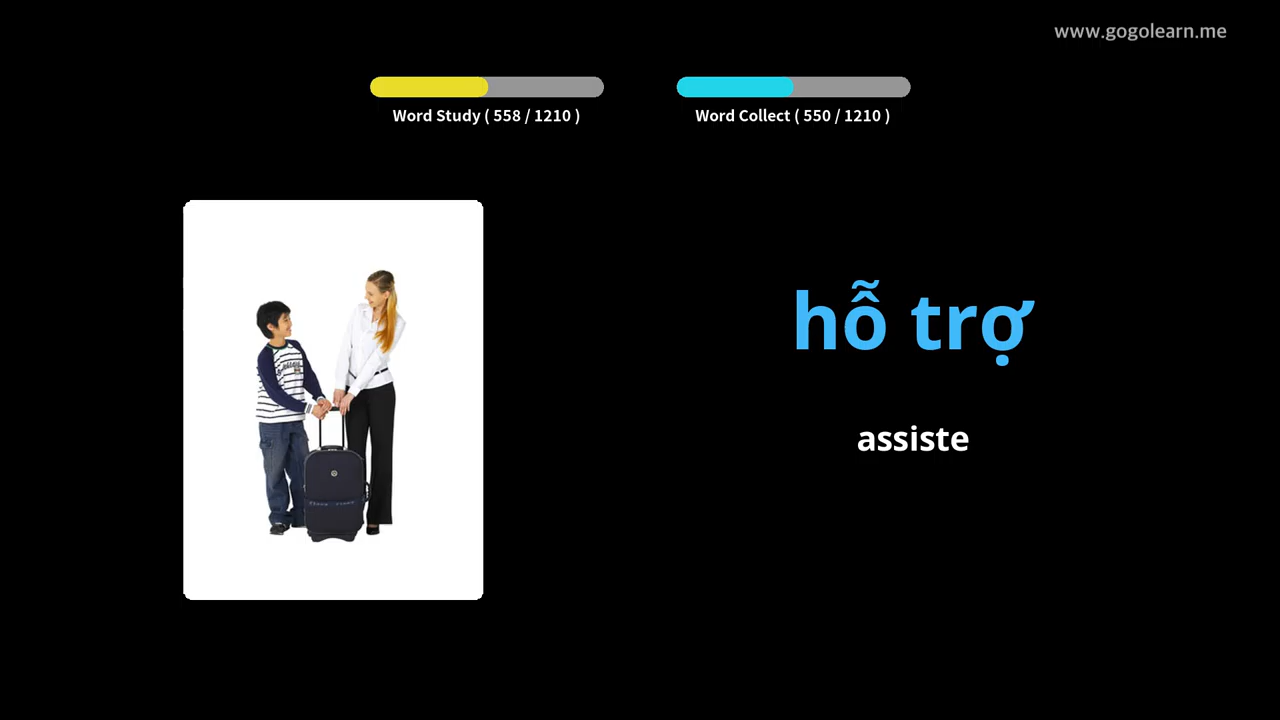 www.gogolearn.me
Word Study ( 558 / 1210 )
Word Collect ( 550 / 1210 )
hỗ trợ
assiste